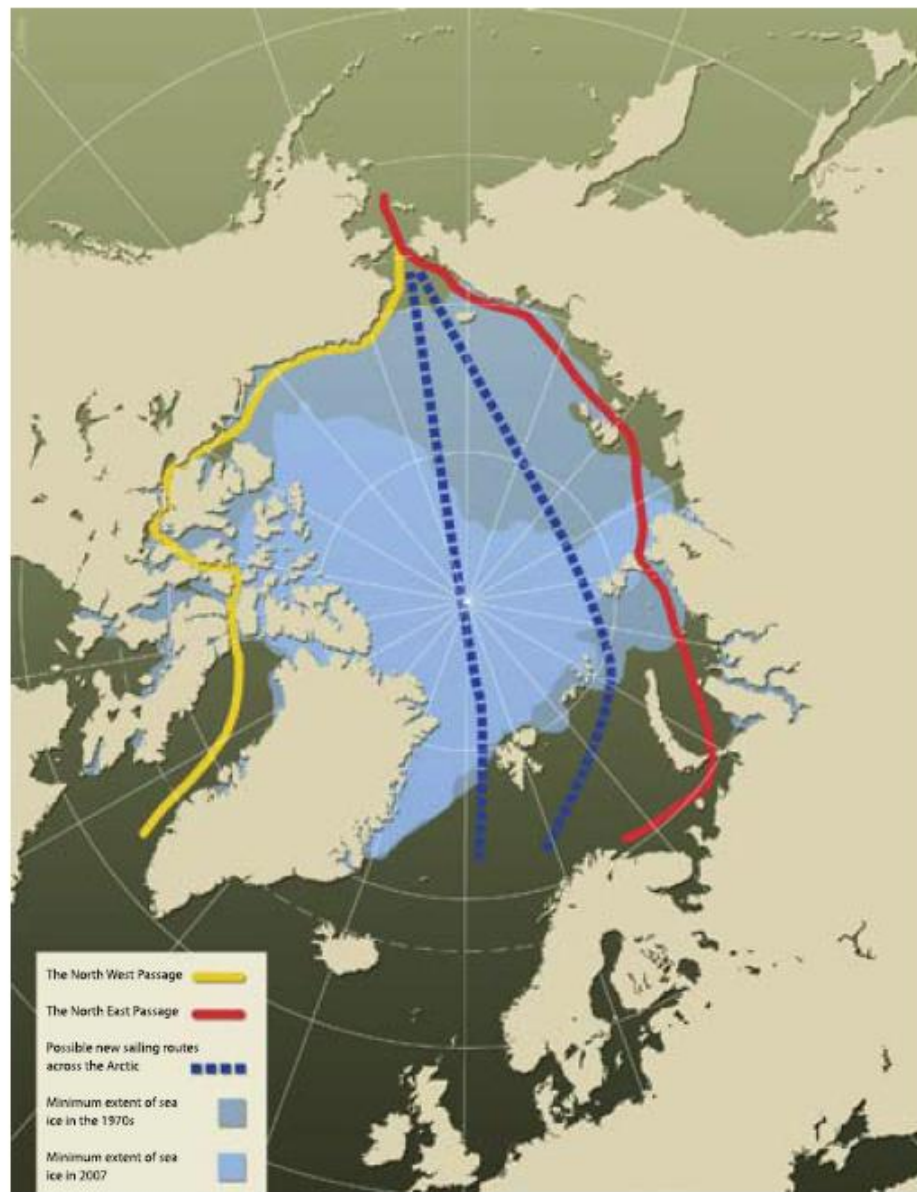 The North West Passage
The North East Passage
Possible new sailing routes
across the Arctic
Minimum extent of sea
ice in the 1970s
Minimum extent of sea
ice in 2007